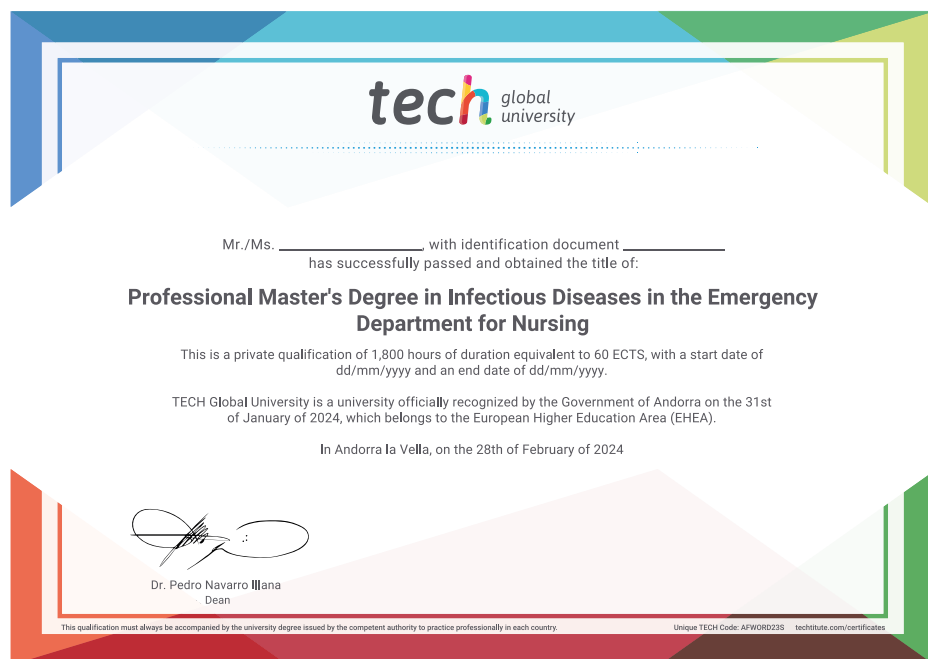 tech global university
Mr./Ms. ________________, with identification document ____________
has successfully passed and obtained the title of:
Professional Master's Degree in Infectious Diseases in the Emergency
Department for Nursing
This is a private qualification of 1,800 hours of duration equivalent to 60 ECTS, with a start date of
dd/mm/yyyy and an end date of dd/mm/yyyy.
TECH Global University is a university officially recognized by the Government of Andorra on the 31st
of January of 2024, which belongs to the European Higher Education Area (EHEA).
In Andorra la Vella, on the 28th of February of 2024
Dr. Pedro Navarro Illana
Dean
This qualification must always be accompanied by the university degree issued by the competent authority to practice professionally in each country.
Unique TECH Code: AFWORD23S techtitute.com/certificates